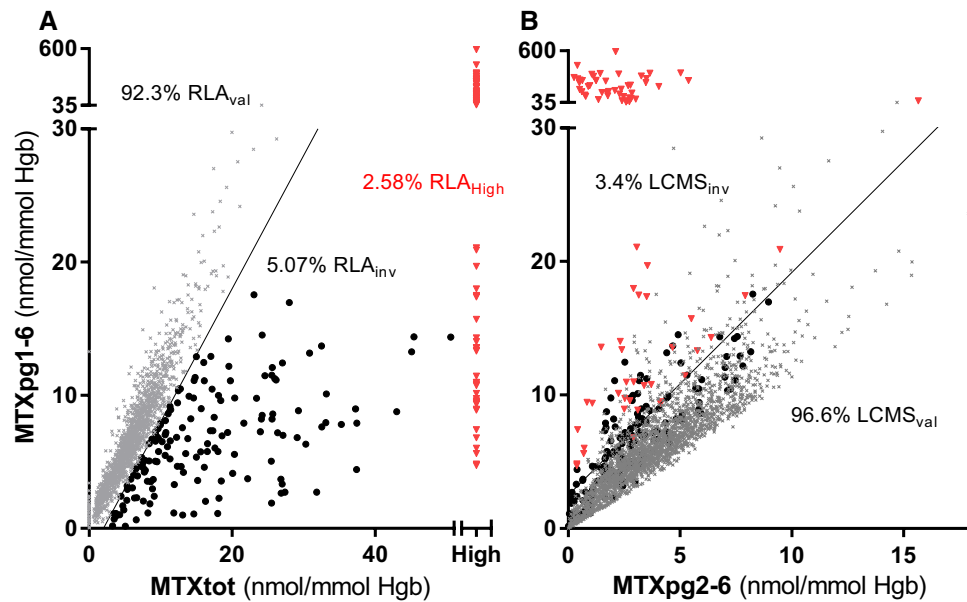 A
B
600
35
30
20
10
0
MTXpg1-6 (nmol/mmol Hgb)
92.3% RLAval
2.58% RLAHigh
5.07% RLAinv
0
20
40
High
MTXtot (nmol/mmol Hgb)
600
35
30
20
10
0
3.4% LCMSinv
96.6% LCMSval
0
5
10
15
MTXpg2-6 (nmol/mmol Hgb)